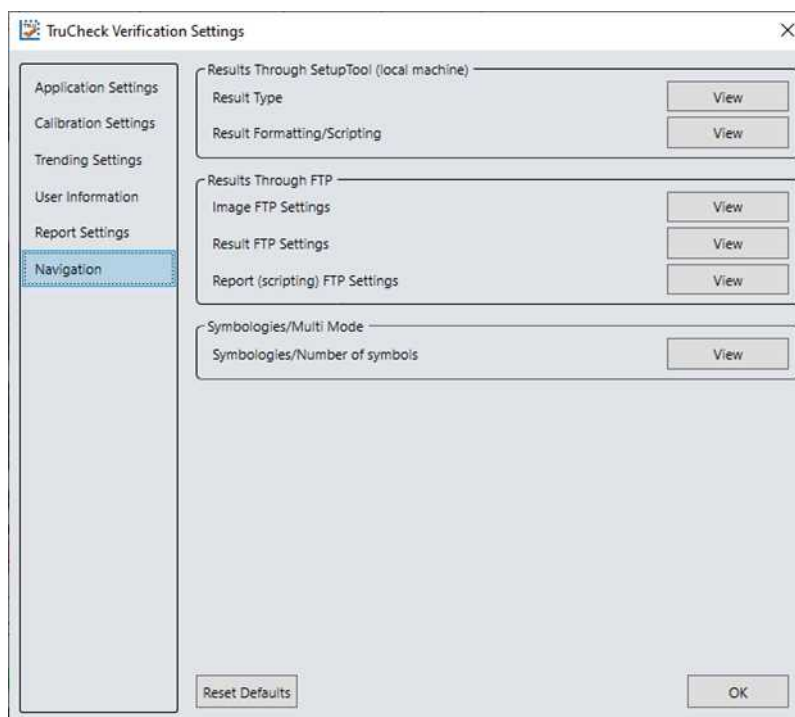 TruCheck Verification Settings
Application Settings
Calibration Settings
Trending Settings
User Information
Report Settings
Navigation
Results Through SetupTool (local machine)
Result Type View
Result Formatting/Scripting View
Results Through FTP
Image FTP Settings View
Result FTP Settings View
Report (scripting) FTP Settings View
Symbologies/Multi Mode
Symbologies/Number of symbols View
Reset Defaults OK